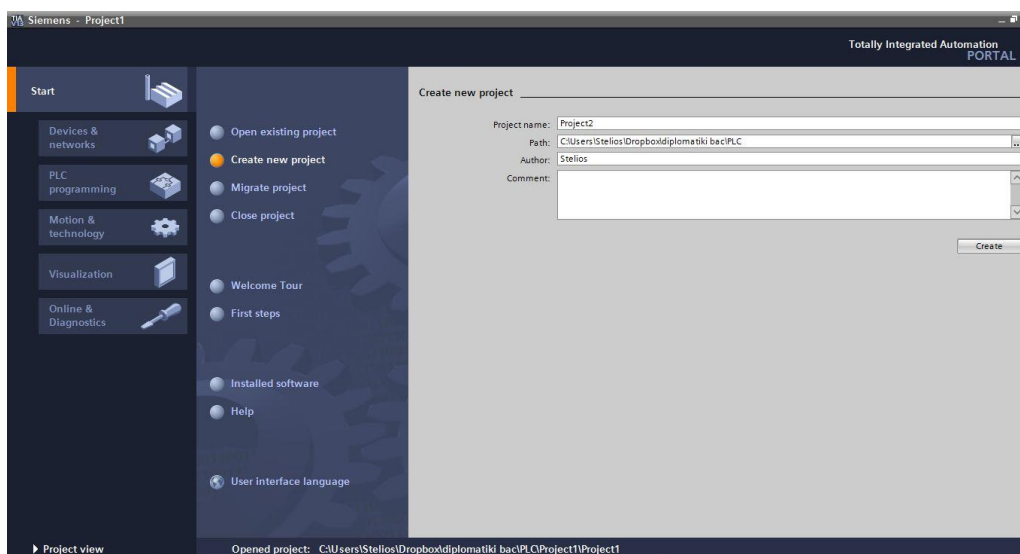 TIA V13 Siemens - Project1
Totally Integrated Automation
PORTAL
Start
Devices &
networks
PLC
programming
Motion &
technology
Visualization
Online &
Diagnostics
Open existing project
Create new project
Migrate project
Close project
Welcome Tour
First steps
Installed software
Help
User interface language
Create new project
Project name: Project2
Path: C:\Users\Stelios\Dropbox\diplomatiki bac\PLC
...
Author: Stelios
Comment:
Create
Project view
Opened project: C:\Users\Stelios\Dropbox\diplomatiki bac\PLC\Project1\Project1